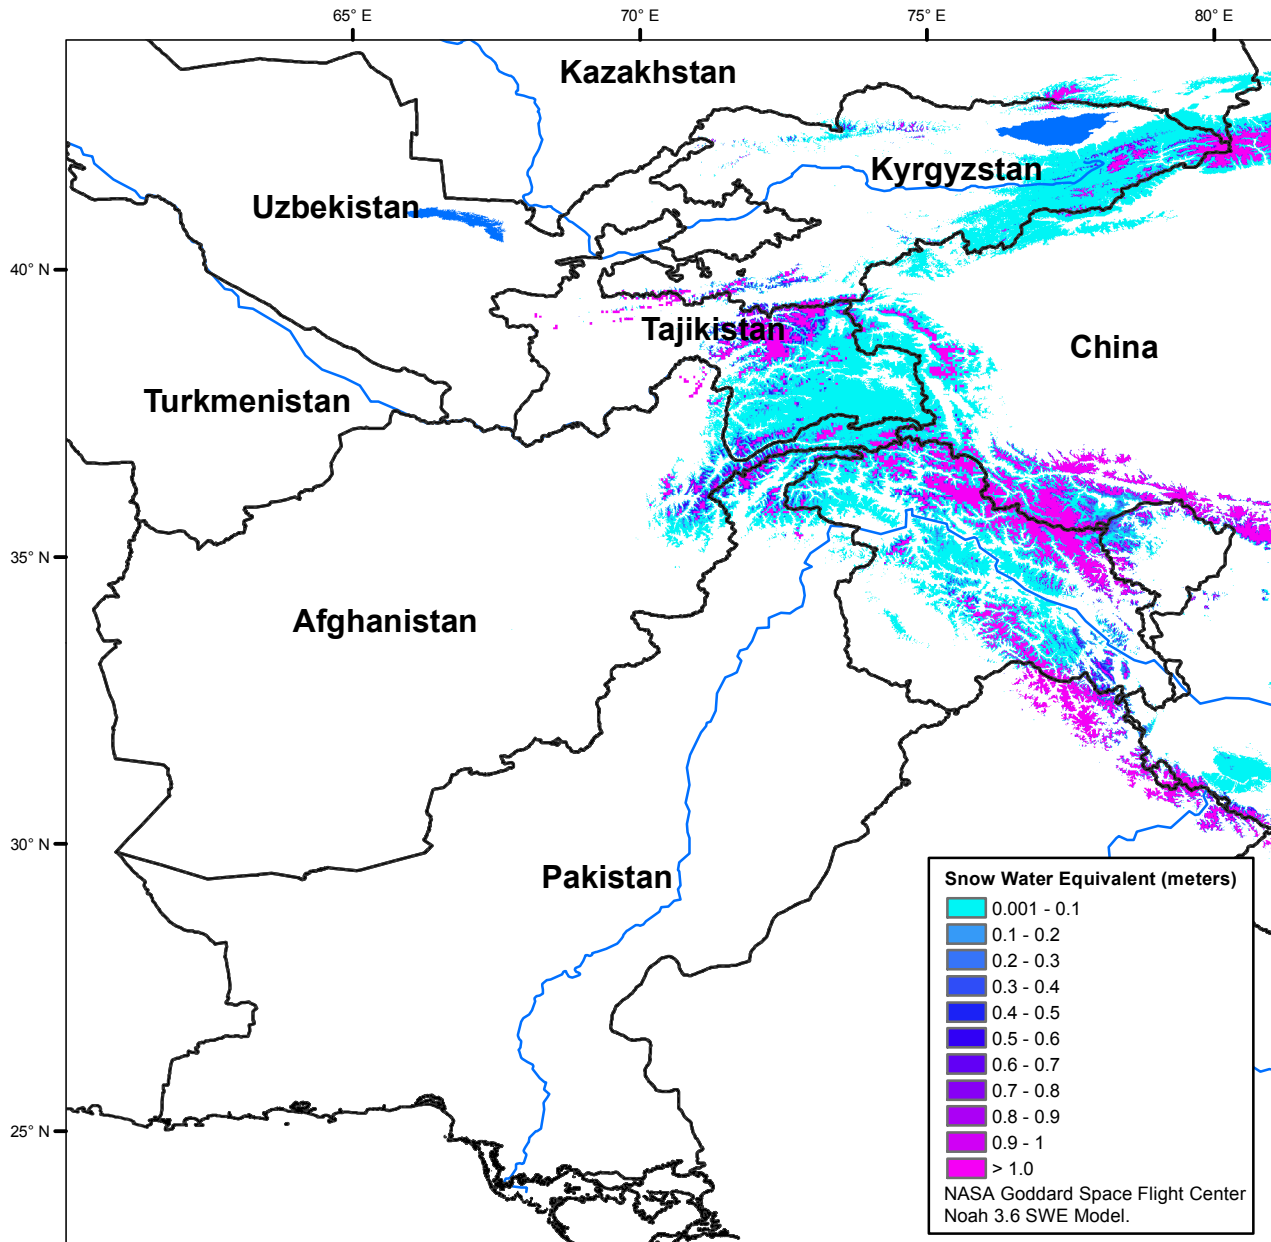 65° E
70° E
75° E
80° E
Kazakhstan
Kyrgyzstan
Uzbekistan
40° N
Tajikistan
China
Turkmenistan
35° N
Afghanistan
30° N
Pakistan
25° N
Snow Water Equivalent (meters)
0.001 - 0.1
0.1 - 0.2
0.2 - 0.3
0.3 - 0.4
0.4 - 0.5
0.5 - 0.6
0.6 - 0.7
0.7 - 0.8
0.8 - 0.9
0.9 - 1
> 1.0
NASA Goddard Space Flight Center
Noah 3.6 SWE Model.